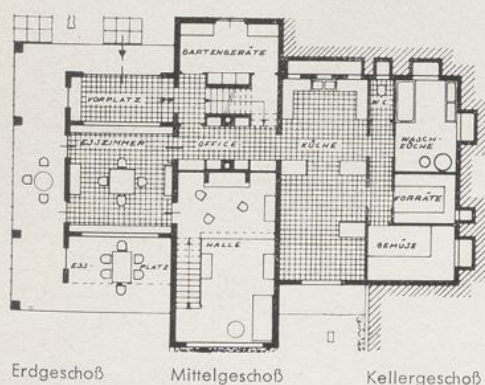 GARTENGERÄTE
VORPLATZ
W.C.
ESSZIMMER
OFFICE
KÜCHE
WASCH-
KÜCHE
VORRÄTE
HALLE
GEMÜSE
ESS-PLATZ
Erdgeschoß
Mittelgeschoß
Kellergeschoß